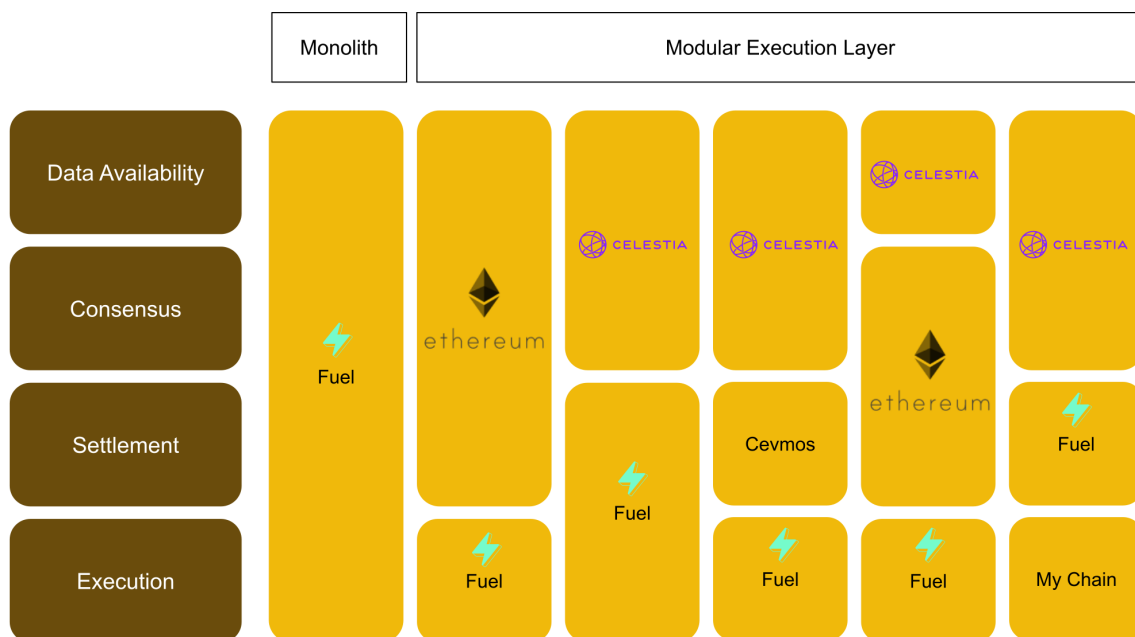 Monolith
Modular Execution Layer
Data Availability
CELESTIA
Consensus
CELESTIA
CELESTIA
CELESTIA
ethereum
Fuel
ethereum
Settlement
Cevmos
Fuel
Fuel
Execution
Fuel
Fuel
Fuel
My Chain